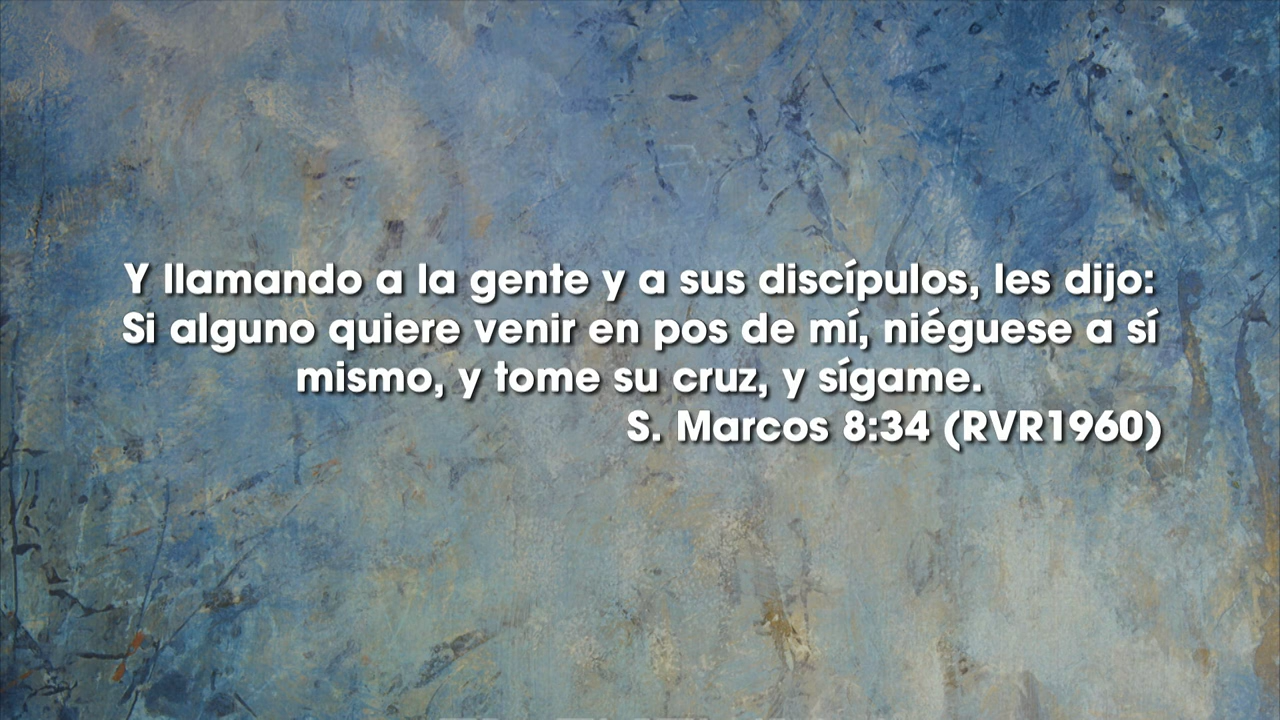 Y llamando a la gente y a sus discípulos, les dijo:
Si alguno quiere venir en pos de mí, niéguese a sí
mismo, y tome su cruz, y sígame.
S. Marcos 8:34 (RVR1960)